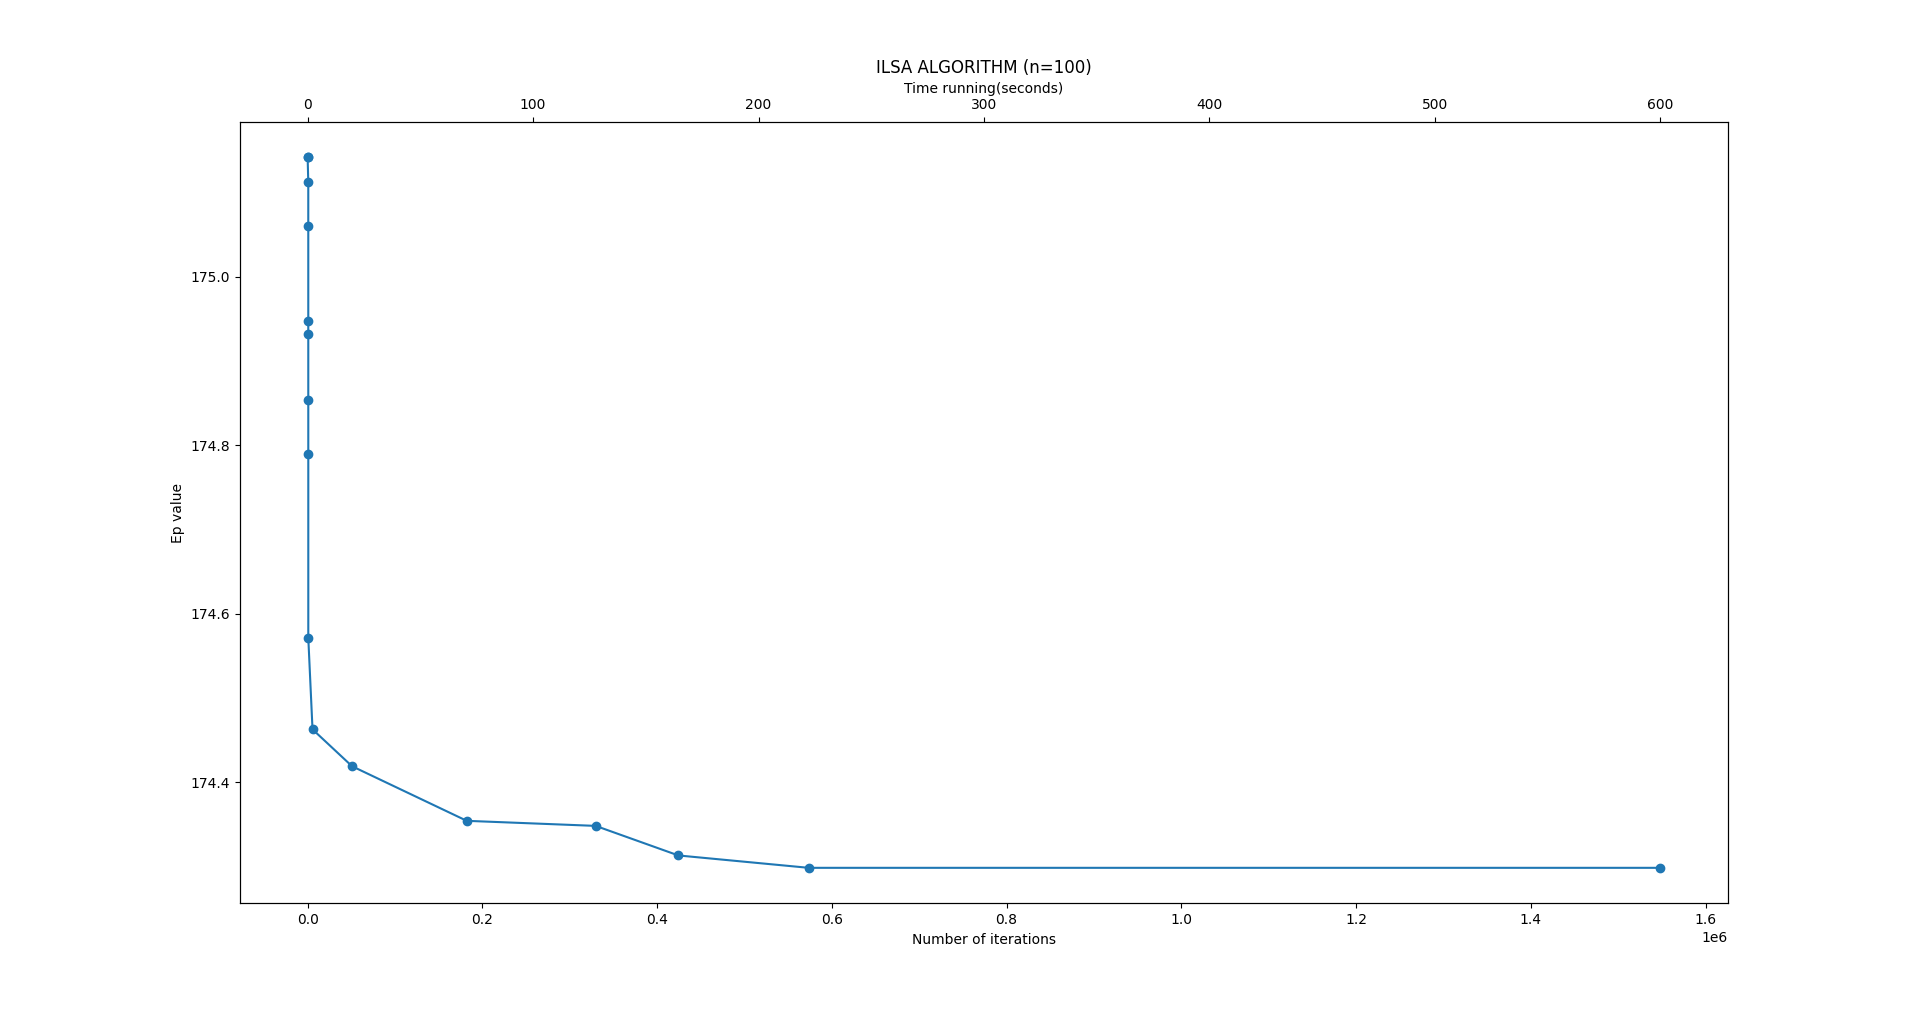 ILSA ALGORITHM (n=100)
Time running(seconds)
0 100 200 300 400 500 600
175.0
174.8
Ep value
174.6
174.4
0.0 0.2 0.4 0.6 0.8 1.0 1.2 1.4 1.6
Number of iterations
1e6